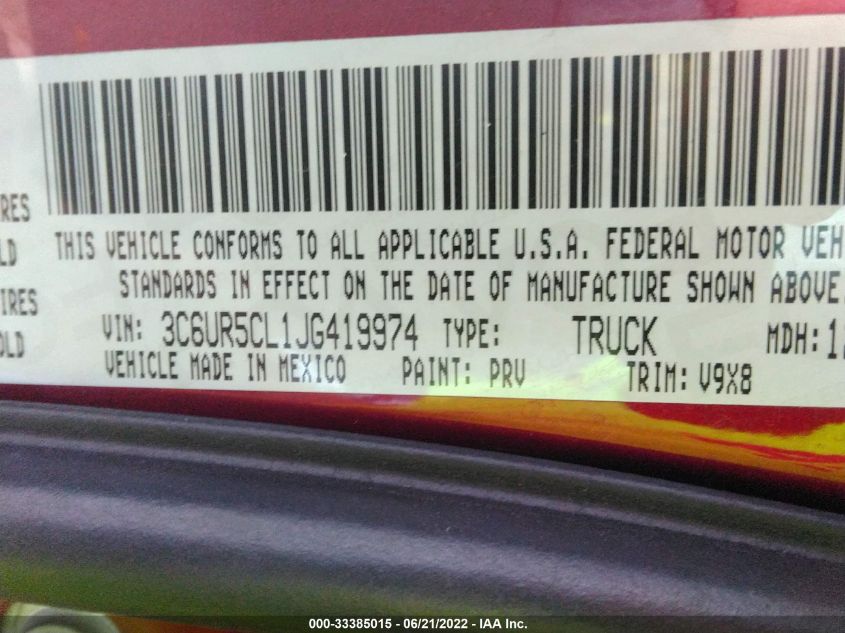 RES
LD
IRES
OLD
THIS VEHICLE CONFORMS TO ALL APPLICABLE U.S.A. FEDERAL MOTOR VEH
STANDARDS IN EFFECT ON THE DATE OF MANUFACTURE SHOWN ABOVE.
VIN: 3C6UR5CL1JG419974 TYPE: TRUCK MDH: 1
VEHICLE MADE IN MEXICO PAINT: PRV TRIM: V9X8
000-33385015 - 06/21/2022 - IAA Inc.